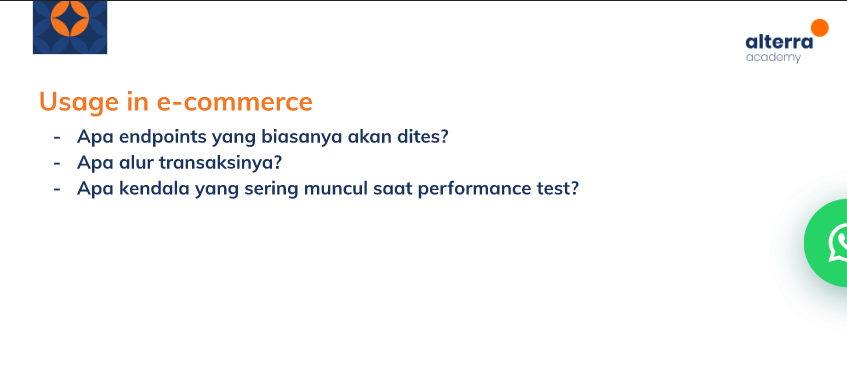 alterra
academy
Usage in e-commerce
- Apa endpoints yang biasanya akan dites?
- Apa alur transaksinya?
- Apa kendala yang sering muncul saat performance test?